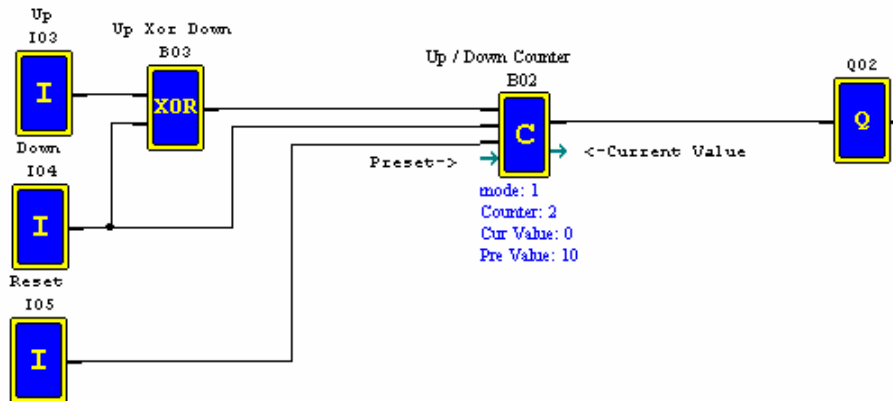 Up
I03
Up Xor Down
B03
Up / Down Counter
B02
Q02
I
XOR
C
Q
Down
I04
Preset->
<-Current Value
mode: 1
Counter: 2
Cur Value: 0
Pre Value: 10
I
Reset
I05
I